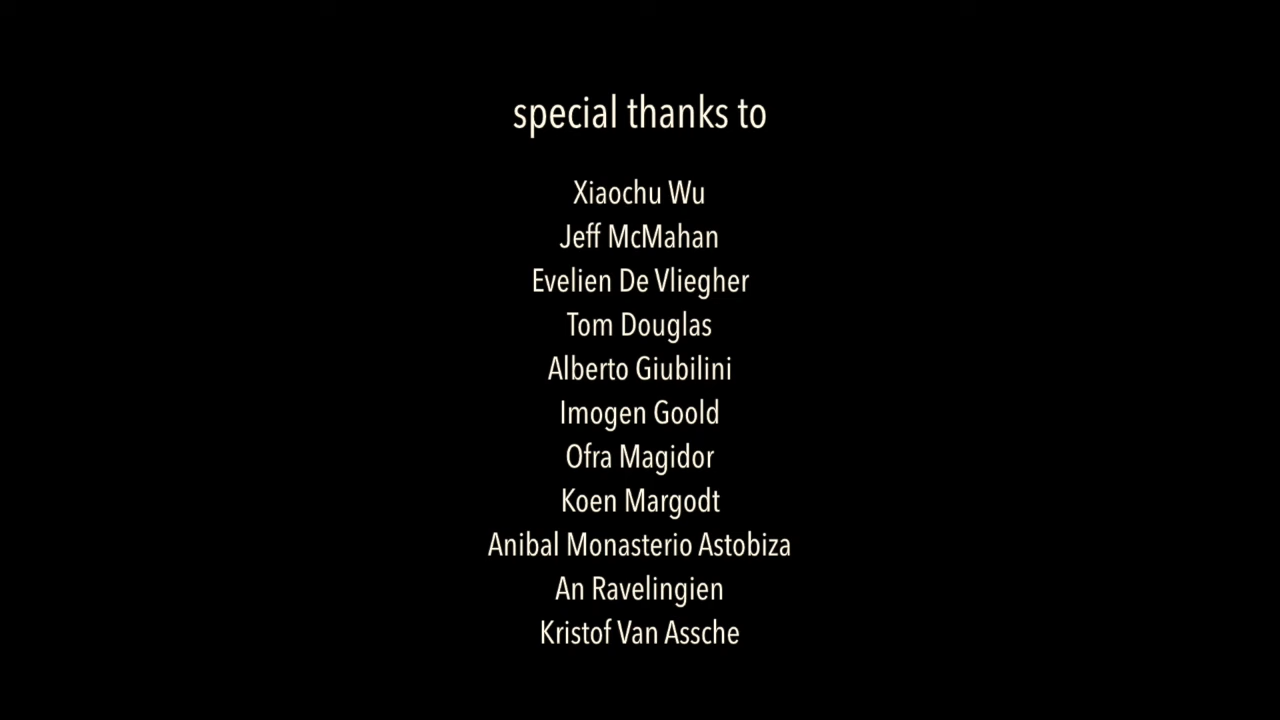 special thanks to
Xiaochu Wu
Jeff McMahan
Evelien De Vliegher
Tom Douglas
Alberto Giubilini
Imogen Goold
Ofra Magidor
Koen Margodt
Anibal Monasterio Astobiza
An Ravelingien
Kristof Van Assche